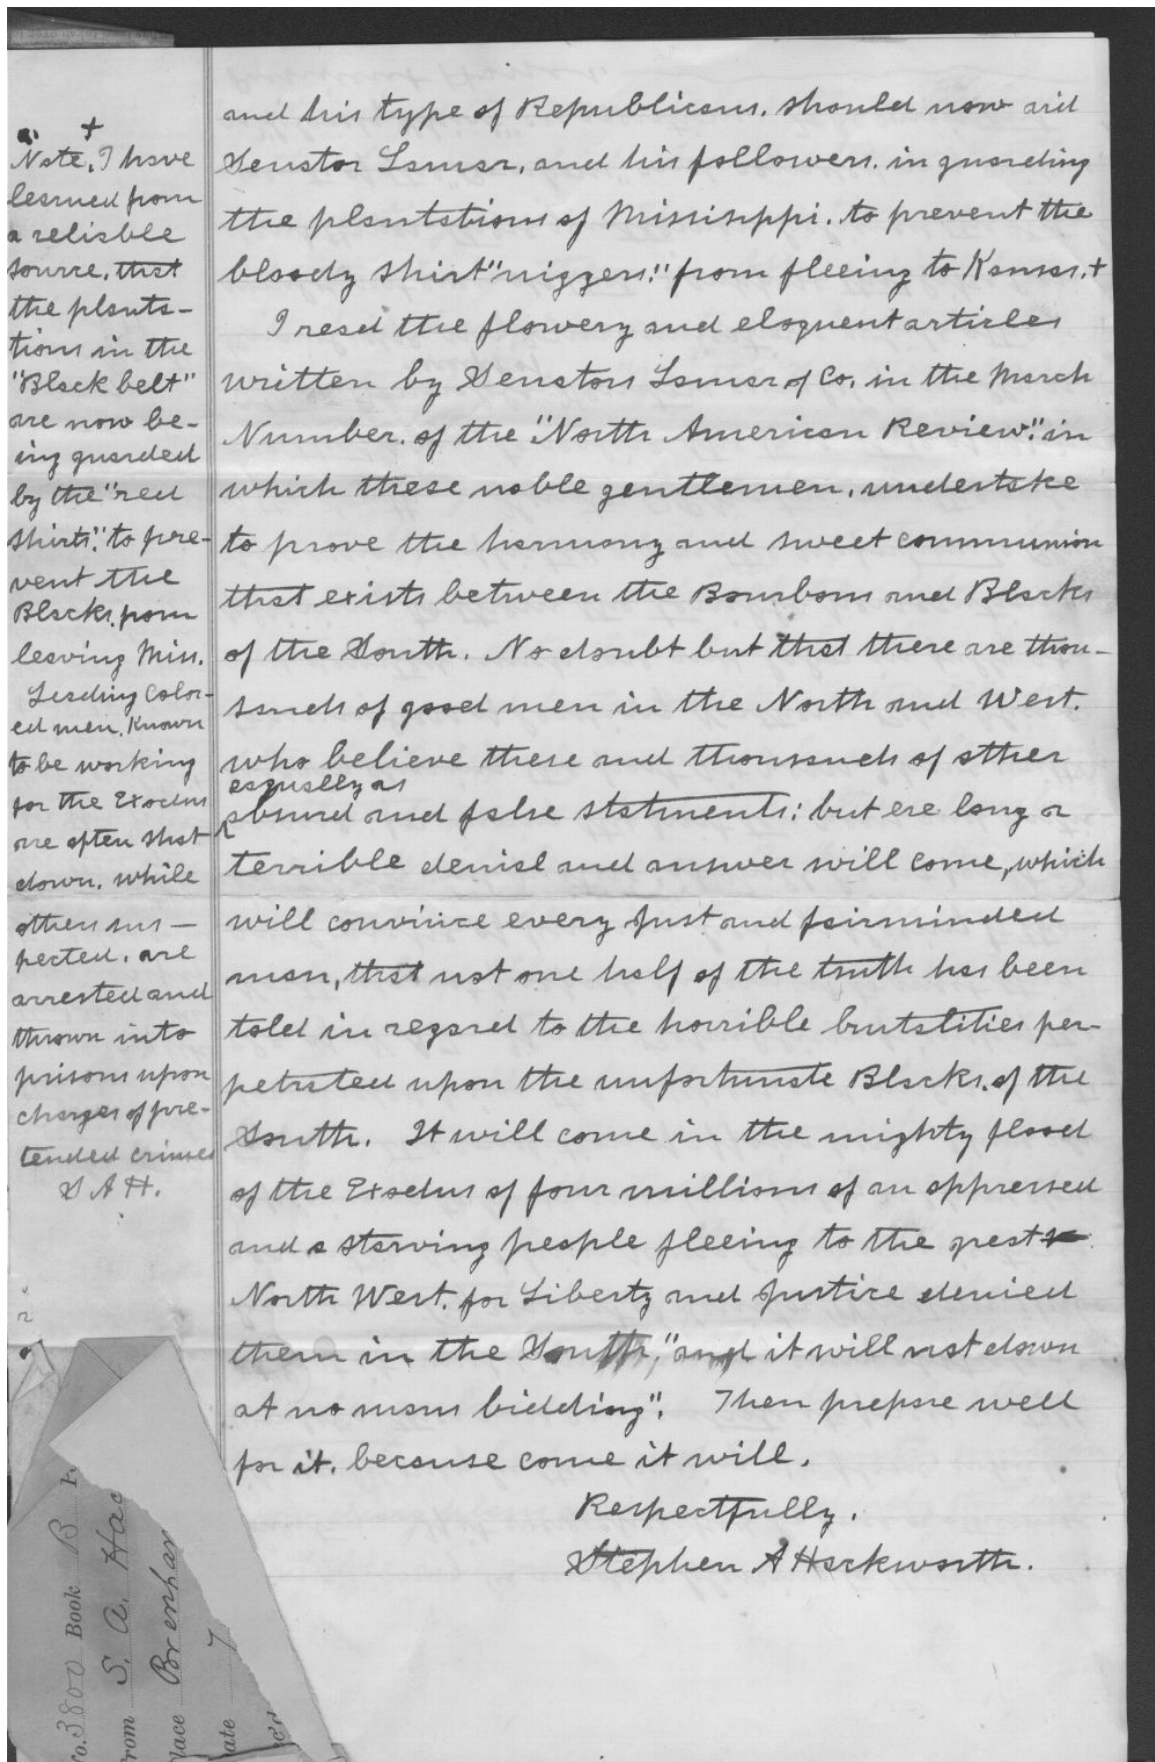 and his type of Republicans. should now aid
Senator Lamar, and his followers. in guarding
the plantations of Mississippi. to prevent the
bloody shirt "niggers." from fleeing to Kansas.+
I read the flowery and eloquent articles
written by Senators Lamar & Co. in the March
Number. of the "North American Review." in
which these noble gentlemen, undertake
to prove the harmony and sweet communion
that exists between the Bourbons and Blacks
of the South. No doubt but that there are thou-
sands of good men in the North and West.
who believe these and thousands of other
equally as
absurd and false statments: but ere long a
terrible denial and answer will come, which
will convince every just and fairminded
man, that not one half of the truth has been
told in regard to the horrible brutalities per-
petrated upon the unfortunate Blacks. of the
South. It will come in the mighty flood
of the Exodus of four millions of an oppressed
and a starving people fleeing to the great
North West. for Liberty and Justice denied
them in the South, "and it will not down
at no mans bidding". Then prepare well
for it. because come it will.
Respectfully.
Stephen A Hackworth.
+
Note. I have
learned from
a reliable
source. that
the planta-
tions in the
"Black belt"
are now be-
ing guarded
by the "red
shirts." to pre-
vent the
Blacks. from
leaving Miss.
Leading Color-
ed men. Known
to be working
for the Exodus
are often shot
down. while
others sus-
pected. are
arrested and
thrown into
prisons upon
charges of pre-
tended crimes
S A H.
o. 3800 Book B
rom S. A. Hac
lace Brenham
ate 7